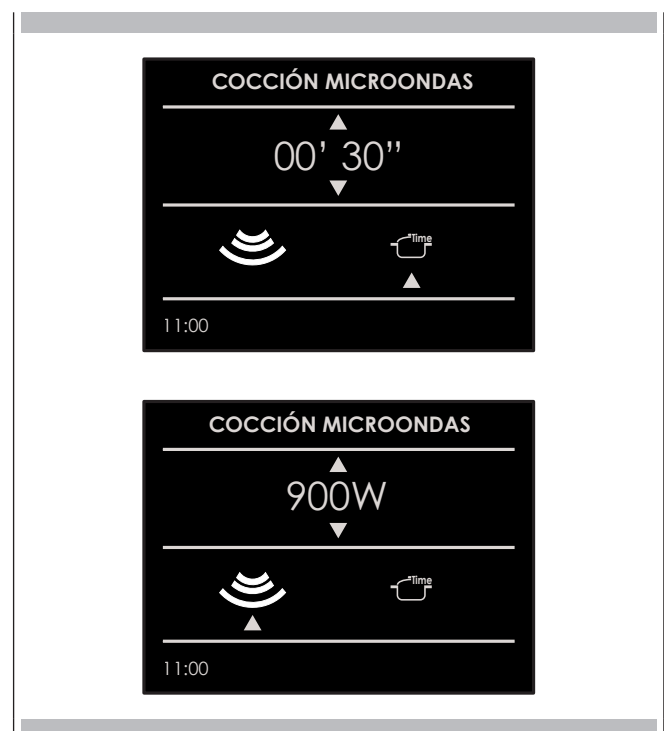 COCCIÓN MICROONDAS
00’ 30’’
Time
11:00
COCCIÓN MICROONDAS
900W
Time
11:00